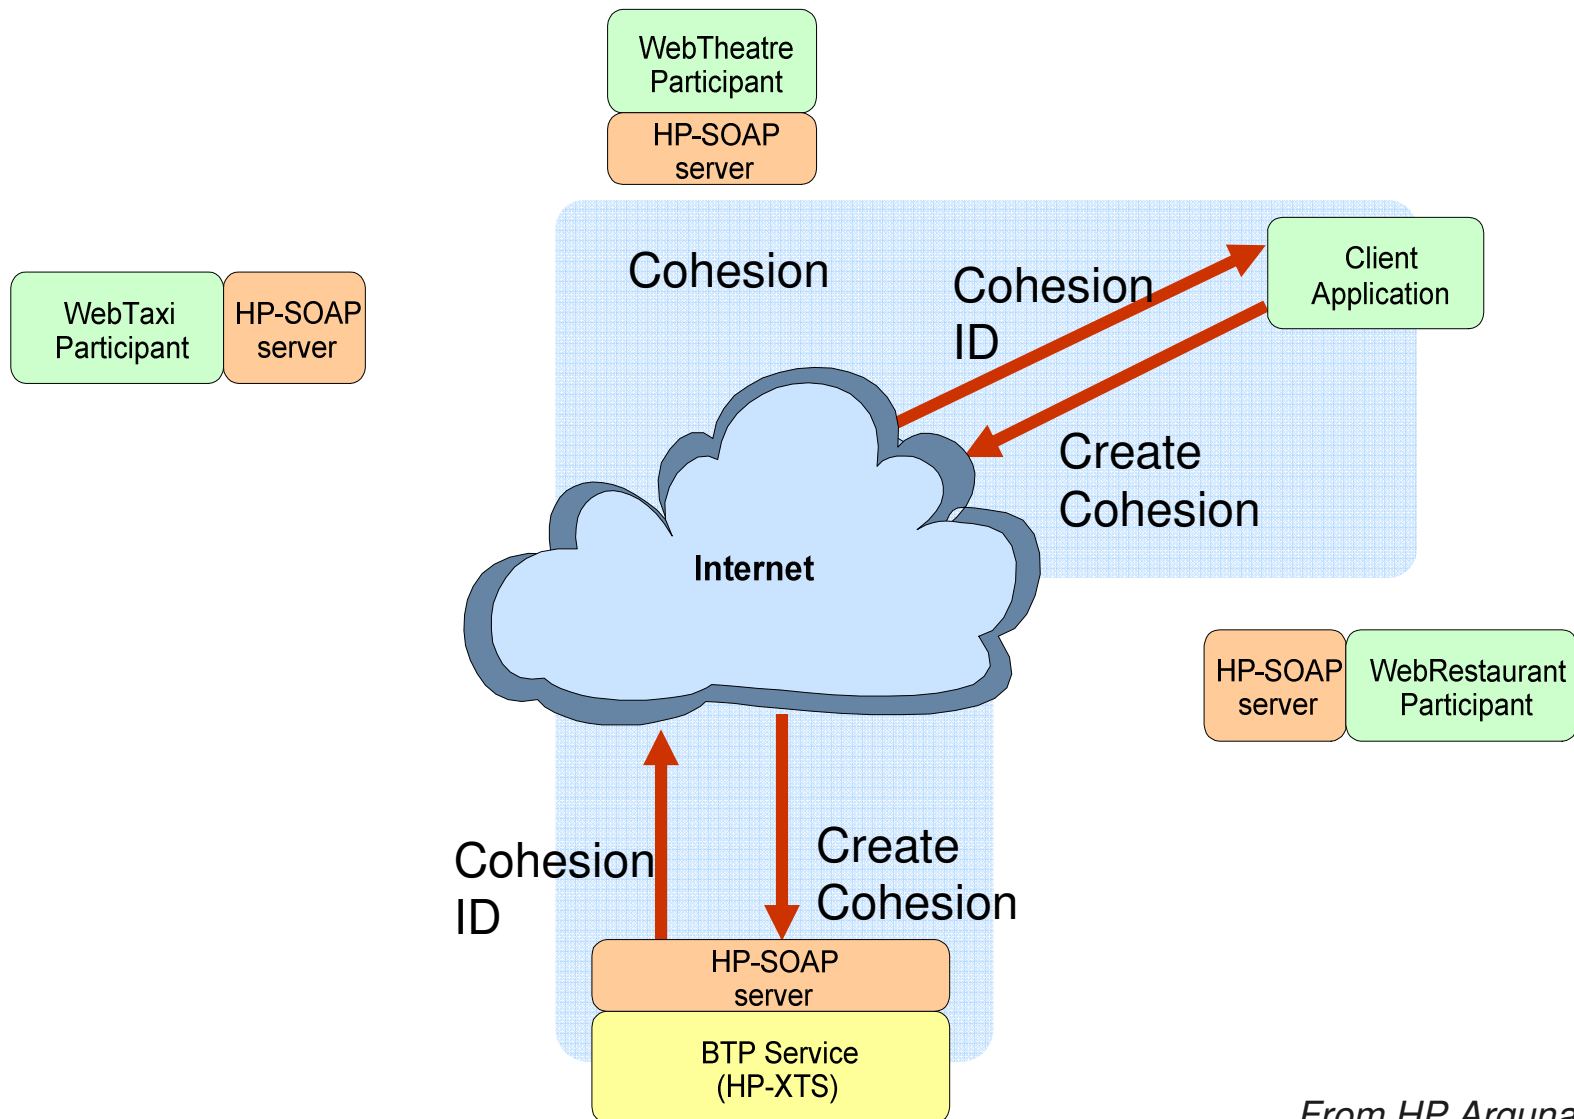 WebTheatre
Participant
HP-SOAP
server
Cohesion
Cohesion
ID
Client
Application
WebTaxi
Participant
HP-SOAP
server
Create
Cohesion
Internet
HP-SOAP
server
WebRestaurant
Participant
Cohesion
ID
Create
Cohesion
HP-SOAP
server
BTP Service
(HP-XTS)
From HP Arjuna